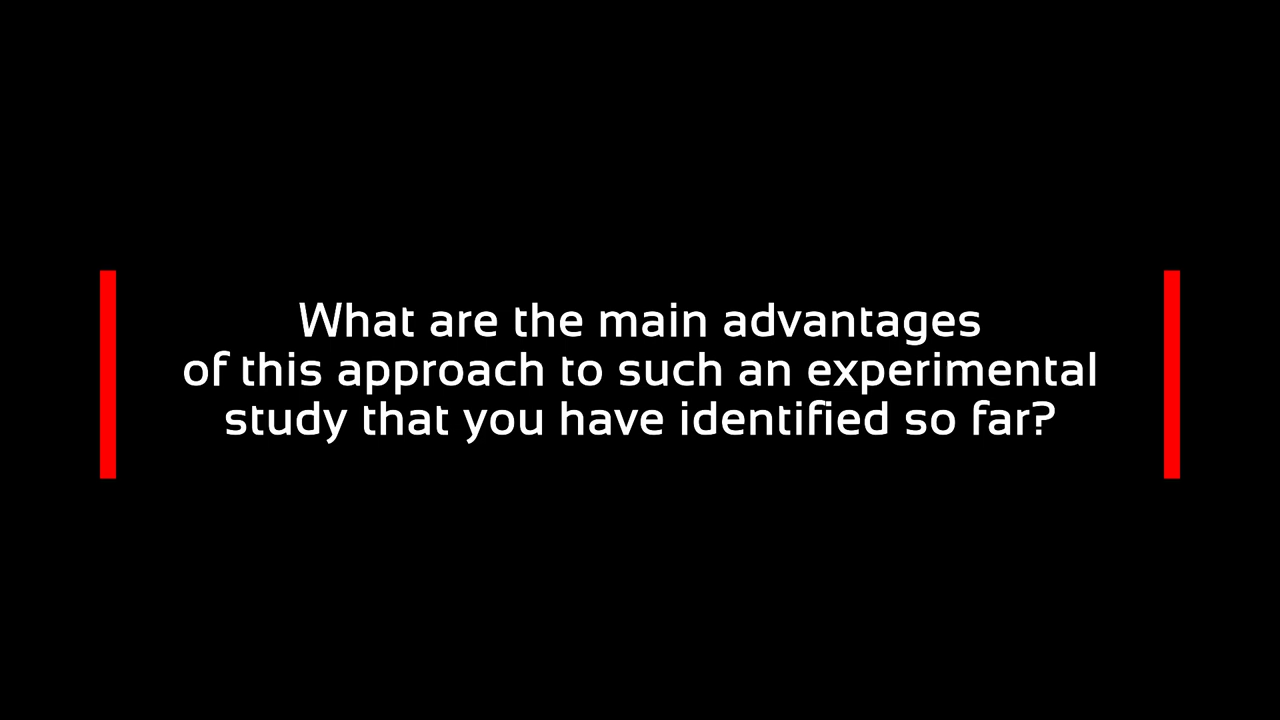 What are the main advantages
of this approach to such an experimental
study that you have identified so far?